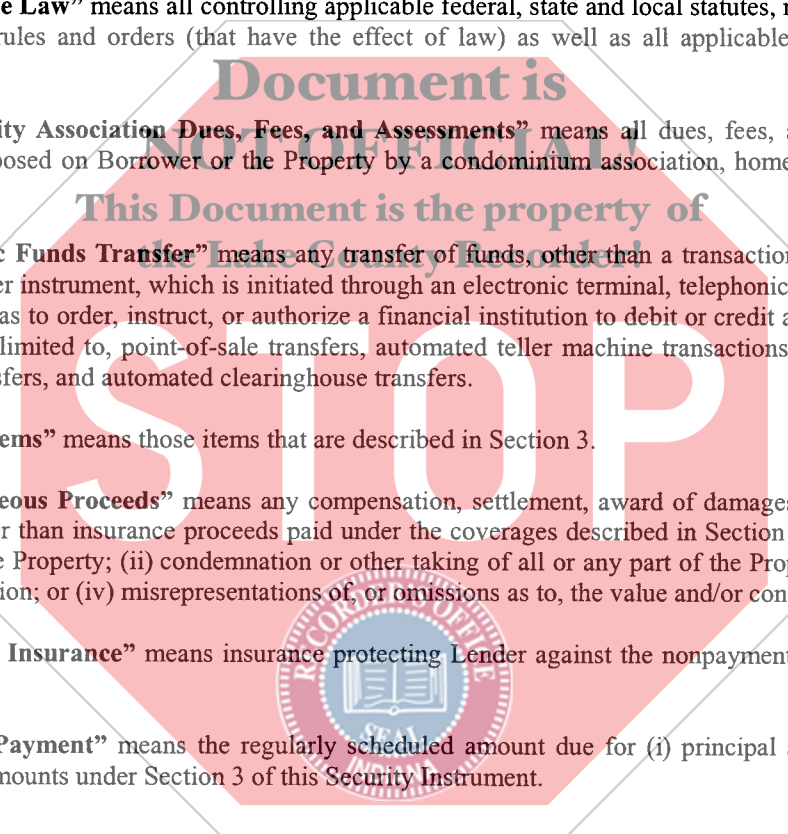 e Law” means all controlling applicable federal, state and local statutes, r
rules and orders (that have the effect of law) as well as all applicable
Document is
ity Association Dues, Fees, and Assessments” means all dues, fees, a
NOT OFFICIAL!
posed on Borrower or the Property by a condominium association, home
This Document is the property of
c Funds Transfer” means any transfer of funds, other than a transaction
the Lake County Recorder!
er instrument, which is initiated through an electronic terminal, telephonic
as to order, instruct, or authorize a financial institution to debit or credit a
limited to, point-of-sale transfers, automated teller machine transactions
sfers, and automated clearinghouse transfers.
STOP
ems” means those items that are described in Section 3.
eous Proceeds” means any compensation, settlement, award of damages
r than insurance proceeds paid under the coverages described in Section
e Property; (ii) condemnation or other taking of all or any part of the Prop
ion; or (iv) misrepresentations of, or omissions as to, the value and/or con
RECORDER'S OFFICE
Insurance” means insurance protecting Lender against the nonpayment
SEAL
Payment” means the regularly scheduled amount due for (i) principal a
INDIANA
mounts under Section 3 of this Security Instrument.